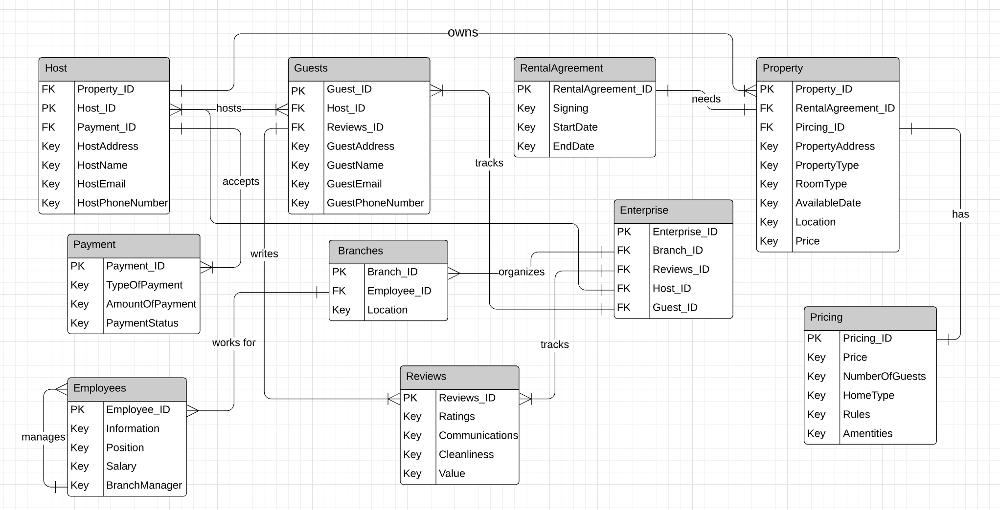 owns
Host
FK Property_ID
PK Host_ID
FK Payment_ID
Key HostAddress
Key HostName
Key HostEmail
Key HostPhoneNumber
hosts
accepts
Guests
PK Guest_ID
FK Host_ID
FK Reviews_ID
Key GuestAddress
Key GuestName
Key GuestEmail
Key GuestPhoneNumber
tracks
RentalAgreement
PK RentalAgreement_ID
Key Signing
Key StartDate
Key EndDate
needs
Property
PK Property_ID
FK RentalAgreement_ID
FK Pircing_ID
Key PropertyAddress
Key PropertyType
Key RoomType
Key AvailableDate
Key Location
Key Price
has
Payment
PK Payment_ID
Key TypeOfPayment
Key AmountOfPayment
Key PaymentStatus
writes
Branches
PK Branch_ID
FK Employee_ID
Key Location
organizes
Enterprise
PK Enterprise_ID
FK Branch_ID
FK Reviews_ID
FK Host_ID
FK Guest_ID
works for
tracks
Pricing
PK Pricing_ID
Key Price
Key NumberOfGuests
Key HomeType
Key Rules
Key Amentities
Employees
PK Employee_ID
Key Information
Key Position
Key Salary
Key BranchManager
manages
Reviews
PK Reviews_ID
Key Ratings
Key Communications
Key Cleanliness
Key Value